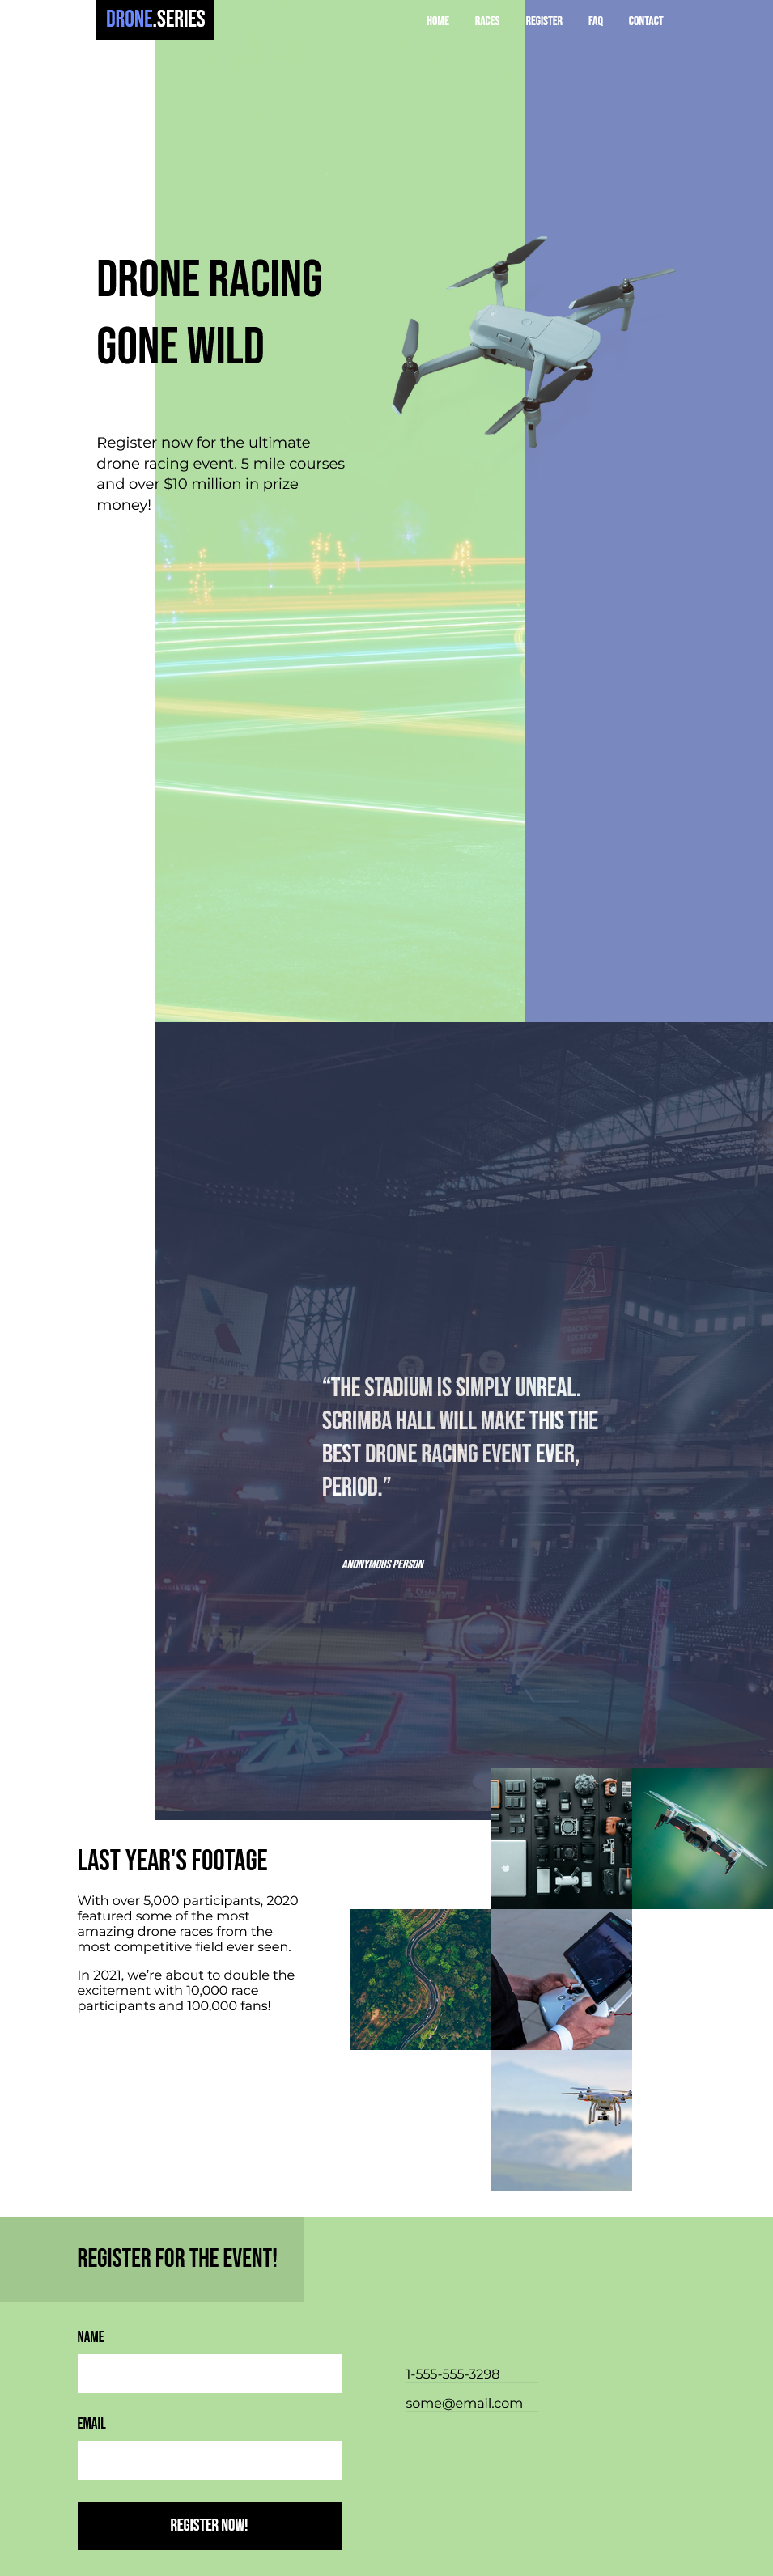 DRONE.SERIES
HOME RACES REGISTER FAQ CONTACT
DRONE RACING
GONE WILD
Register now for the ultimate
drone racing event. 5 mile courses
and over $10 million in prize
money!
American Airlines
42
“THE STADIUM IS SIMPLY UNREAL.
SCRIMBA HALL WILL MAKE THIS THE
BEST DRONE RACING EVENT EVER,
PERIOD.”
— ANONYMOUS PERSON
StateFarm
LAST YEAR'S FOOTAGE
With over 5,000 participants, 2020
featured some of the most
amazing drone races from the
most competitive field ever seen.
In 2021, we’re about to double the
excitement with 10,000 race
participants and 100,000 fans!
REGISTER FOR THE EVENT!
NAME
1-555-555-3298
some@email.com
EMAIL
REGISTER NOW!